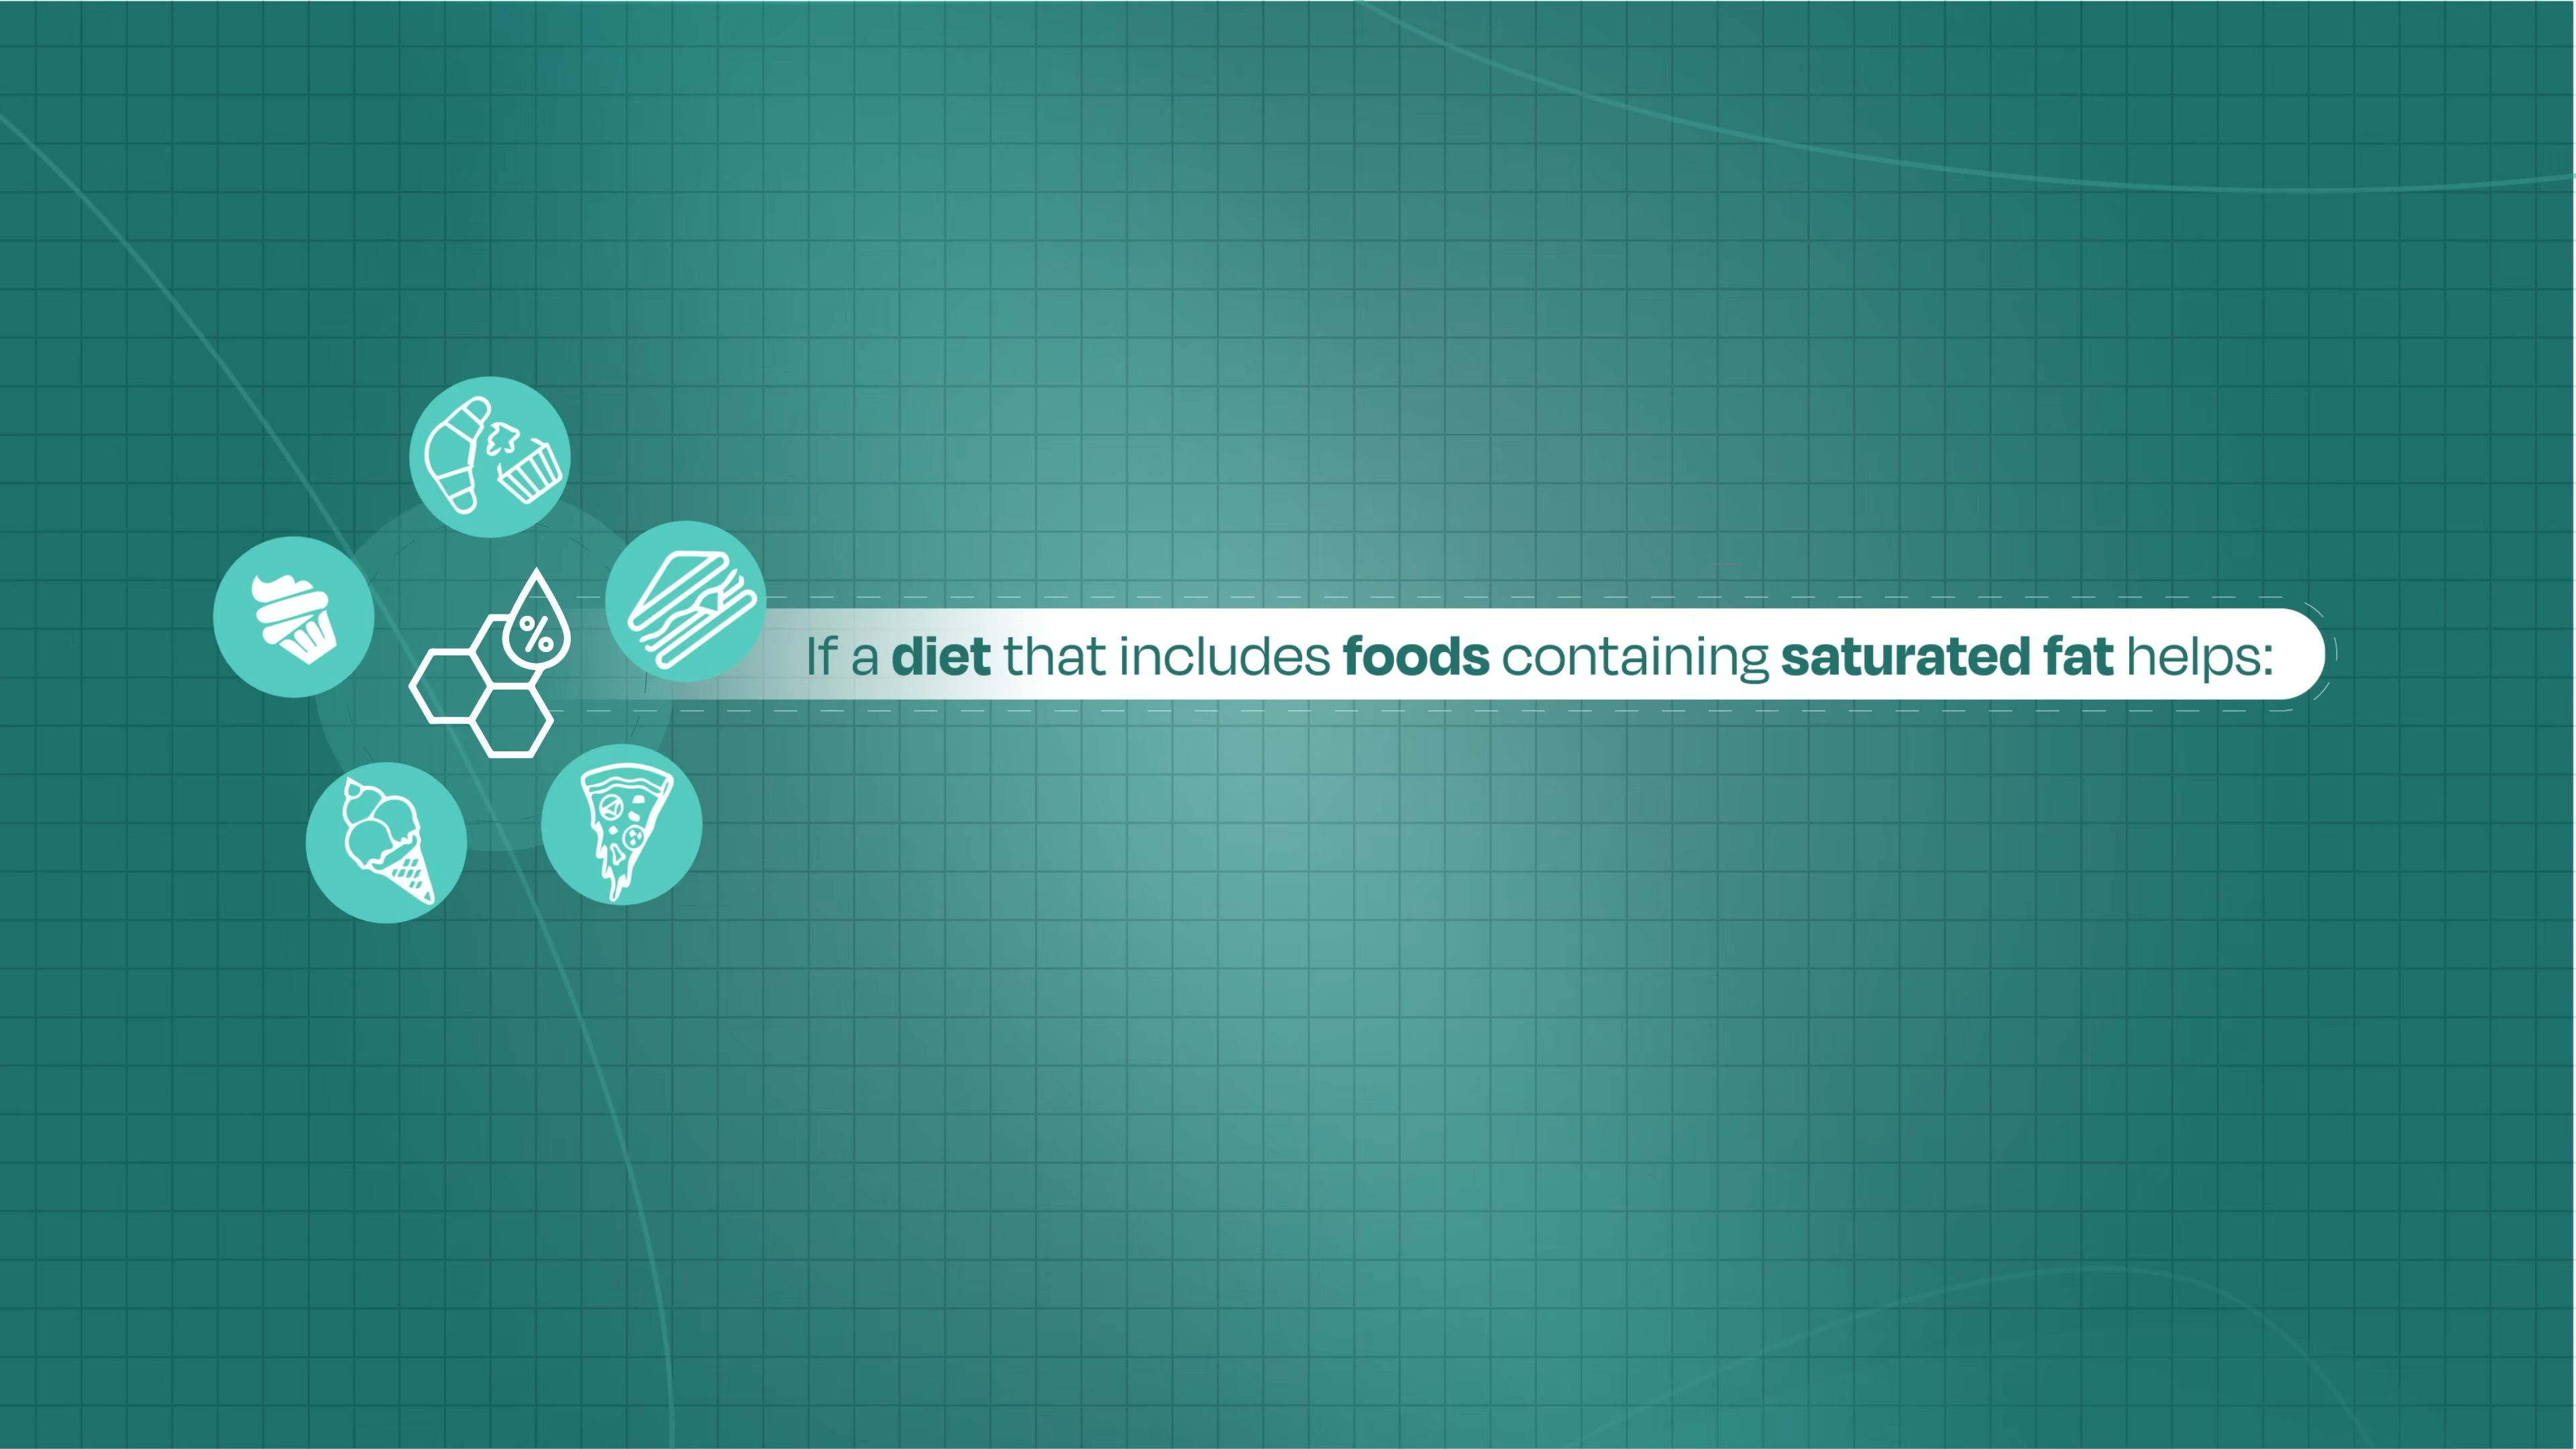 %
If a diet that includes foods containing saturated fat helps: